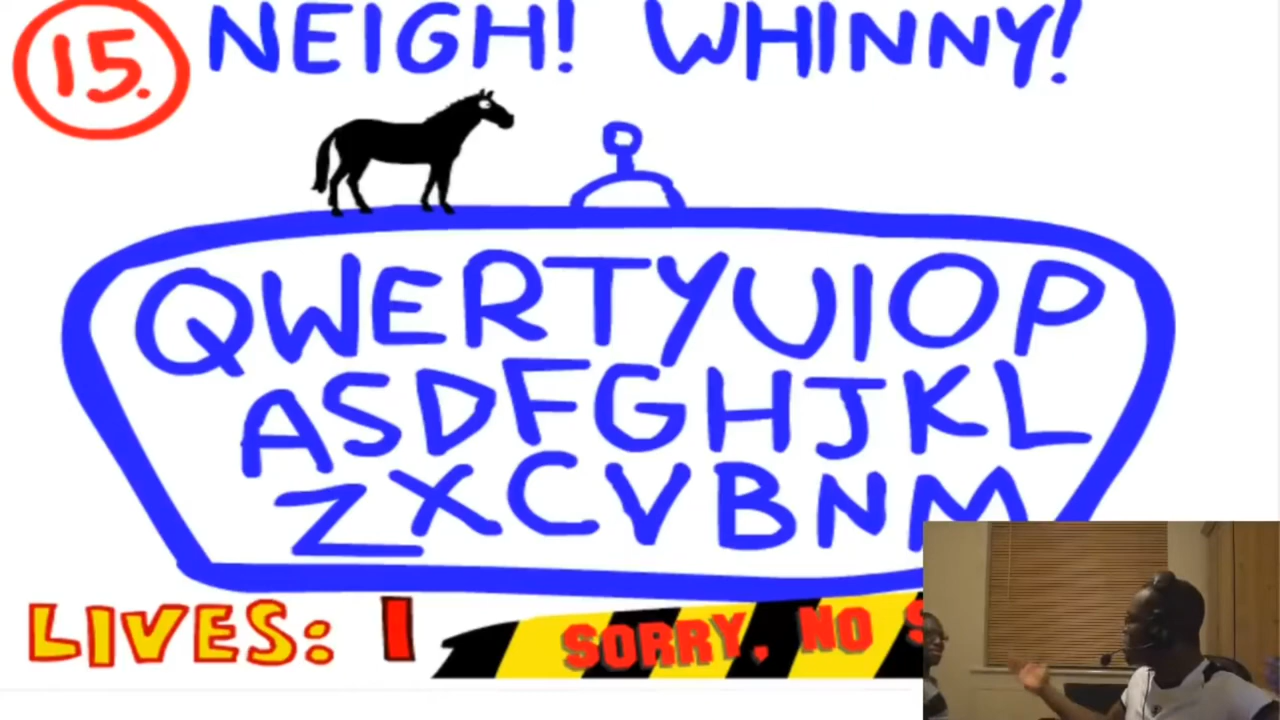 15. NEIGH! WHINNY!
QWERTYUIOP
ASDFGHJKL
ZXCVBNM
LIVES: 1
SORRY, NO